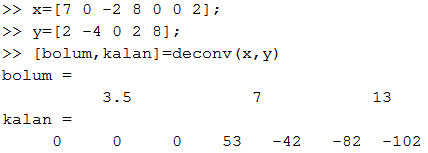 >> x=[7 0 -2 8 0 0 2];
>> y=[2 -4 0 2 8];
>> [bolum,kalan]=deconv(x,y)
bolum =
3.5 7 13
kalan =
0 0 0 53 -42 -82 -102